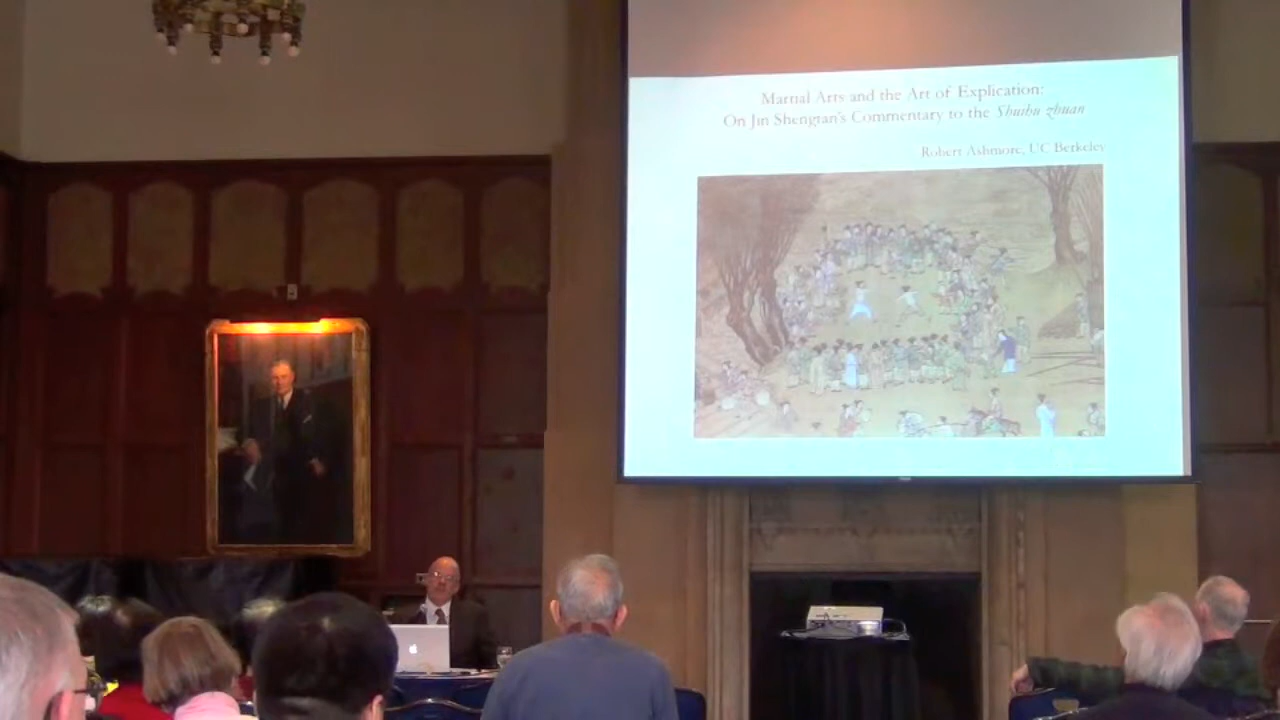 Martial Arts and the Art of Explication:
On Jin Shengtan's Commentary to the Shuihu zhuan
Robert Ashmore, UC Berkeley